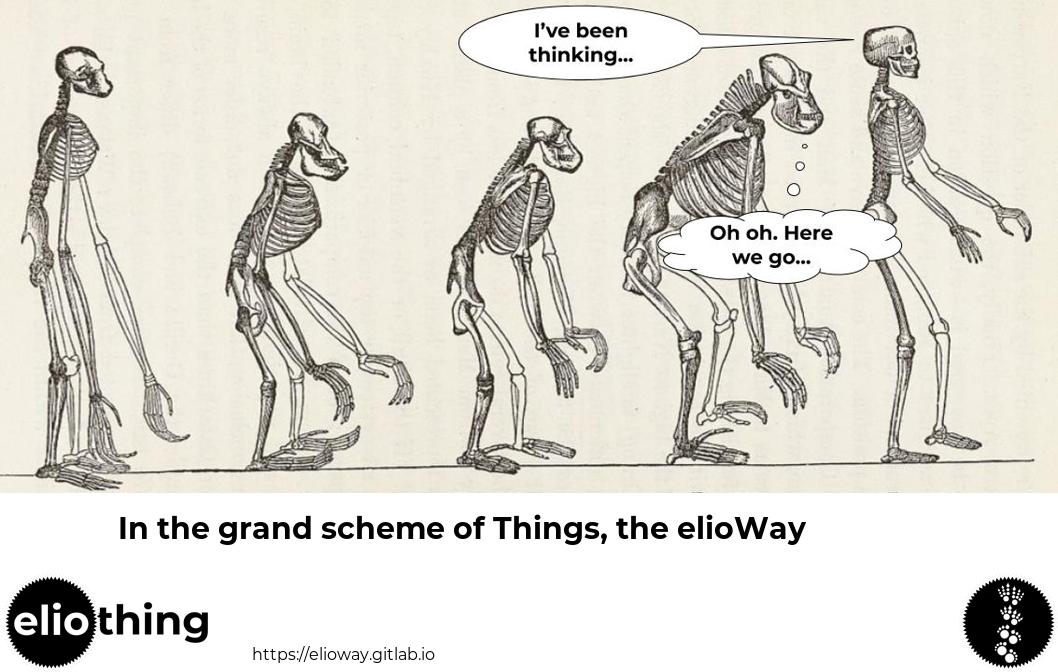 I've been
thinking...
Oh oh. Here
we go...
In the grand scheme of Things, the elioWay
eliothing
https://elioway.gitlab.io